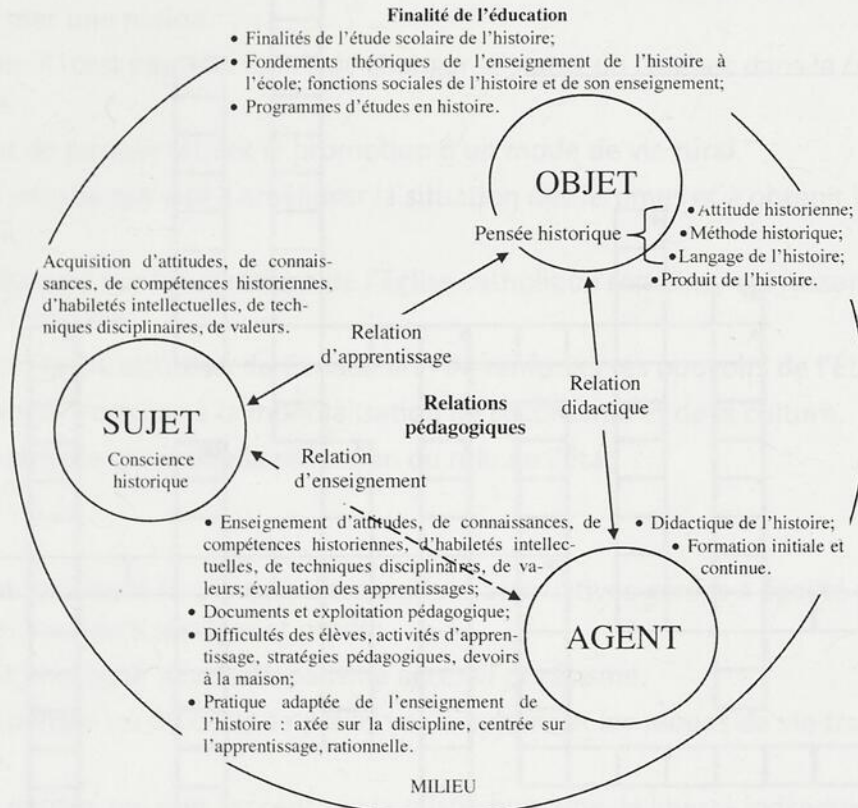 Finalité de l'éducation
• Finalités de l'étude scolaire de l'histoire;
• Fondements théoriques de l'enseignement de l'histoire à
l'école; fonctions sociales de l'histoire et de son enseignement;
• Programmes d'études en histoire.
OBJET
Pensée historique
• Attitude historienne;
• Méthode historique;
• Langage de l'histoire;
• Produit de l'histoire.
Acquisition d'attitudes, de connais-
sances, de compétences historiennes,
d'habiletés intellectuelles, de tech-
niques disciplinaires, de valeurs.
Relation
d'apprentissage
Relation
didactique
Relations
pédagogiques
SUJET
Conscience
historique
Relation
d'enseignement
• Enseignement d'attitudes, de connaissances, de
compétences historiennes, d'habiletés intellec-
tuelles, de techniques disciplinaires, de va-
leurs; évaluation des apprentissages;
• Documents et exploitation pédagogique;
• Difficultés des élèves, activités d'appren-
tissage, stratégies pédagogiques, devoirs
à la maison;
• Pratique adaptée de l'enseignement de
l'histoire : axée sur la discipline, centrée sur
l'apprentissage, rationnelle.
• Didactique de l'histoire;
• Formation initiale et
continue.
AGENT
MILIEU